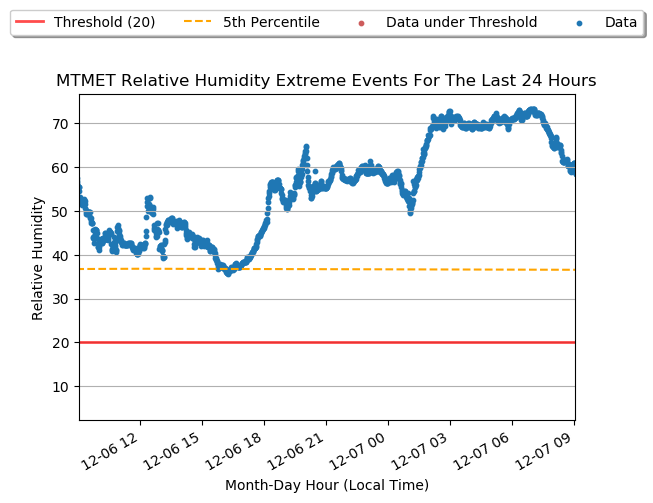 Threshold (20) 5th Percentile Data under Threshold Data
MTMET Relative Humidity Extreme Events For The Last 24 Hours
70
60
50
40
30
20
10
Relative Humidity
12-06 12 12-06 15 12-06 18 12-06 21 12-07 00 12-07 03 12-07 06 12-07 09
Month-Day Hour (Local Time)